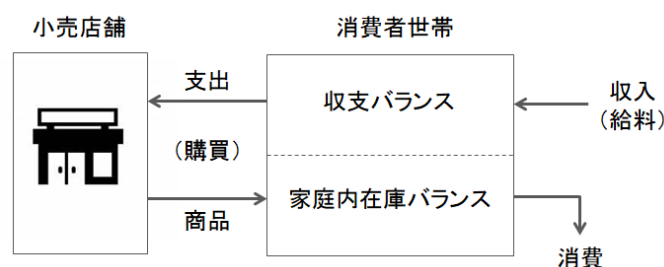 小売店舗
消費者世帯
支出
収支バランス
収入
（給料）
（購買）
商品
家庭内在庫バランス
消費